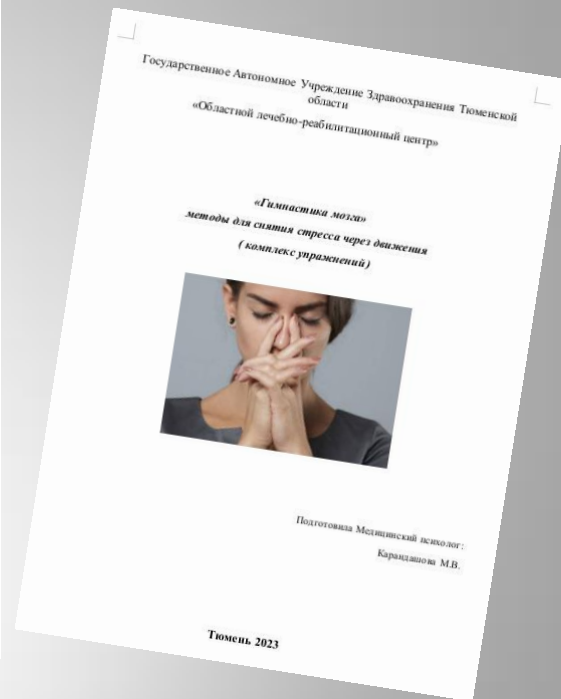 Государственное Автономное Учреждение Здравоохранения Тюменской
области
«Областной лечебно-реабилитационный центр»
«Гимнастика мозга»
методы для снятия стресса через движения
( комплекс упражнений)
Подготовила Медицинский психолог:
Карандашова М.В.
Тюмень 2023